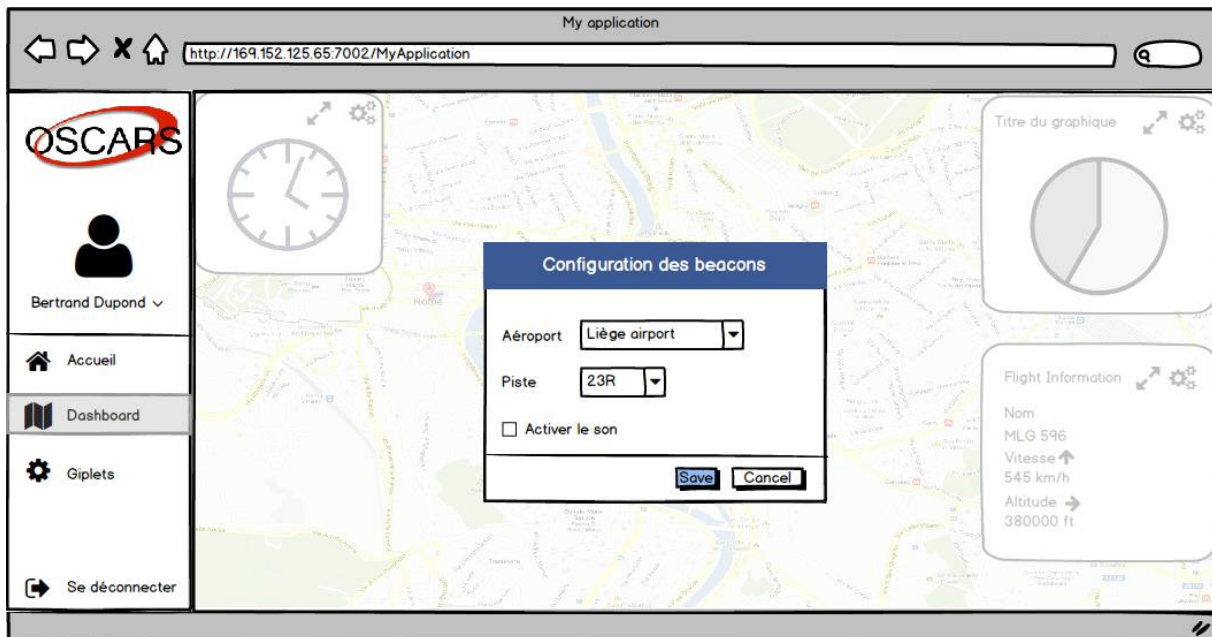 My application
http://169.152.125.65:7002/MyApplication
OSCARS
Bertrand Dupond
Accueil
Dashboard
Giplets
Se déconnecter
Titre du graphique
Home
Configuration des beacons
Aéroport
Liège airport
Piste
23R
Activer le son
Save
Cancel
Flight Information
Nom
MLG 596
Vitesse
545 km/h
Altitude
380000 ft